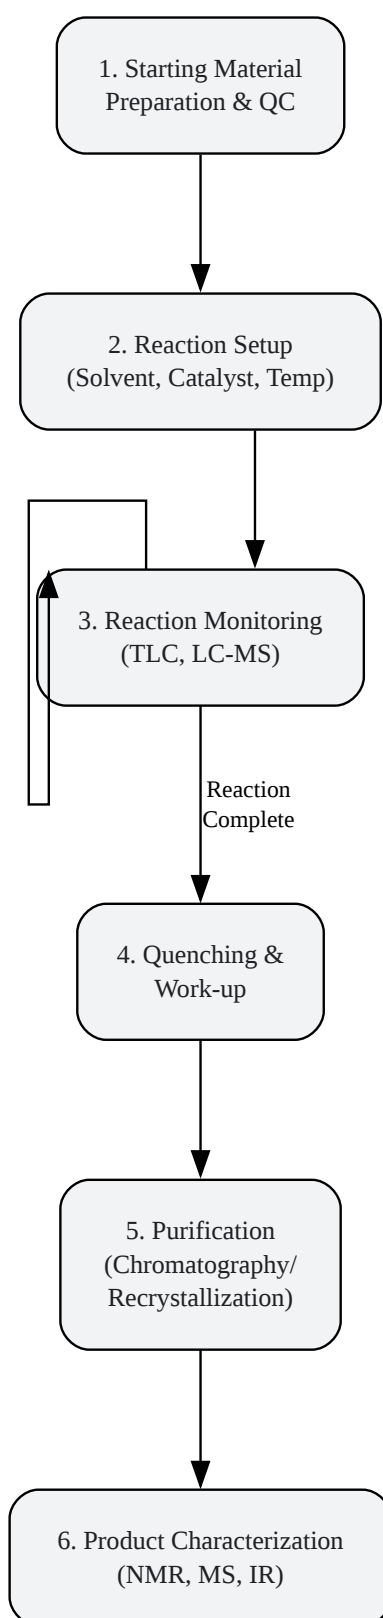 1. Starting Material
Preparation & QC
2. Reaction Setup
(Solvent, Catalyst, Temp)
3. Reaction Monitoring
(TLC, LC-MS)
Reaction
Complete
4. Quenching &
Work-up
5. Purification
(Chromatography/
Recrystallization)
6. Product Characterization
(NMR, MS, IR)